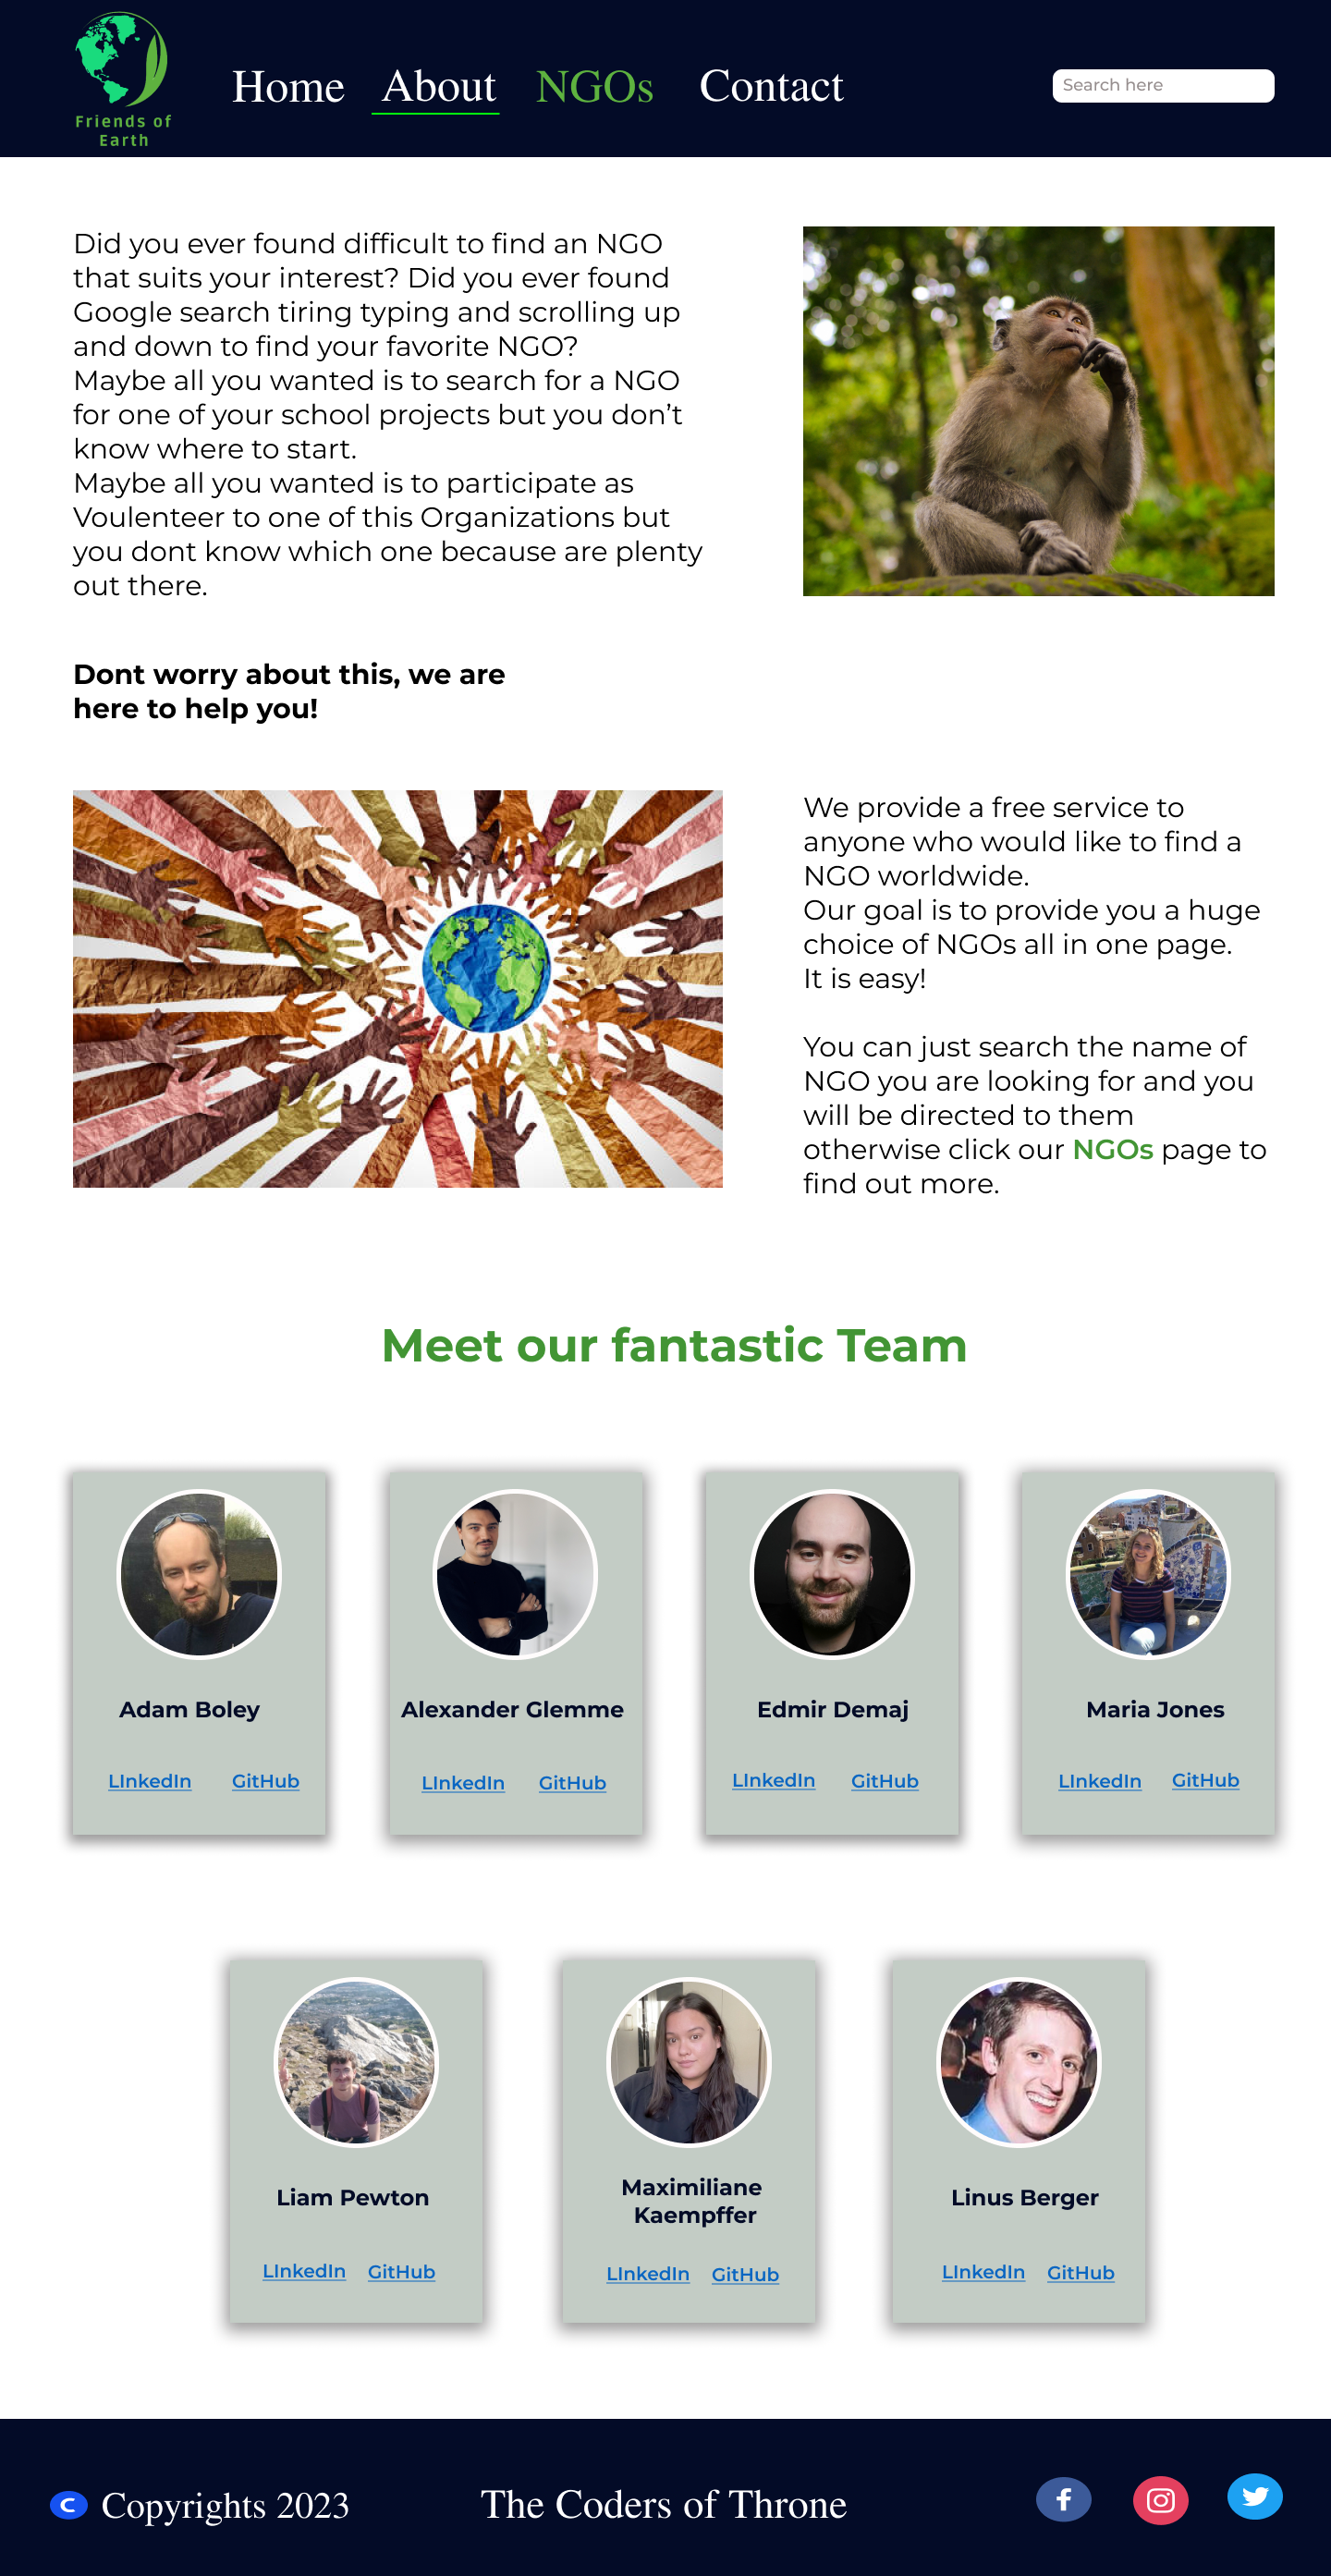 Friends of
Earth
Home About NGOs Contact
Search here
Did you ever found difficult to find an NGO
that suits your interest? Did you ever found
Google search tiring typing and scrolling up
and down to find your favorite NGO?
Maybe all you wanted is to search for a NGO
for one of your school projects but you don’t
know where to start.
Maybe all you wanted is to participate as
Voulenteer to one of this Organizations but
you dont know which one because are plenty
out there.
Dont worry about this, we are
here to help you!
We provide a free service to
anyone who would like to find a
NGO worldwide.
Our goal is to provide you a huge
choice of NGOs all in one page.
It is easy!
You can just search the name of
NGO you are looking for and you
will be directed to them
otherwise click our NGOs page to
find out more.
Meet our fantastic Team
Adam Boley
LInkedIn GitHub
Alexander Glemme
LInkedIn GitHub
Edmir Demaj
LInkedIn GitHub
Maria Jones
LInkedIn GitHub
Liam Pewton
LInkedIn GitHub
Maximiliane
Kaempffer
LInkedIn GitHub
Linus Berger
LInkedIn GitHub
C Copyrights 2023
The Coders of Throne